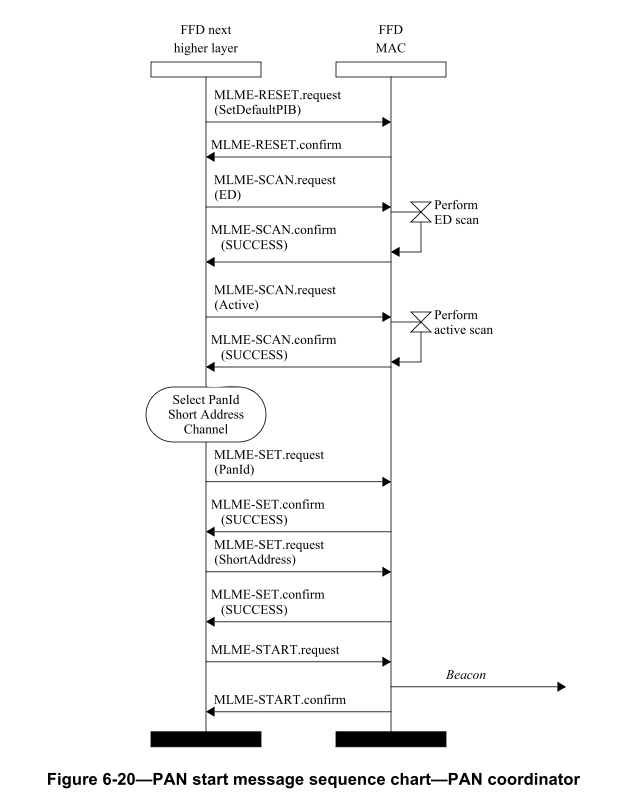 FFD next
higher layer
FFD
MAC
MLME-RESET.request
(SetDefaultPIB)
MLME-RESET.confirm
MLME-SCAN.request
(ED)
Perform
ED scan
MLME-SCAN.confirm
(SUCCESS)
MLME-SCAN.request
(Active)
Perform
active scan
MLME-SCAN.confirm
(SUCCESS)
Select PanId
Short Address
Channel
MLME-SET.request
(PanId)
MLME-SET.confirm
(SUCCESS)
MLME-SET.request
(ShortAddress)
MLME-SET.confirm
(SUCCESS)
MLME-START.request
Beacon
MLME-START.confirm
Figure 6-20—PAN start message sequence chart—PAN coordinator